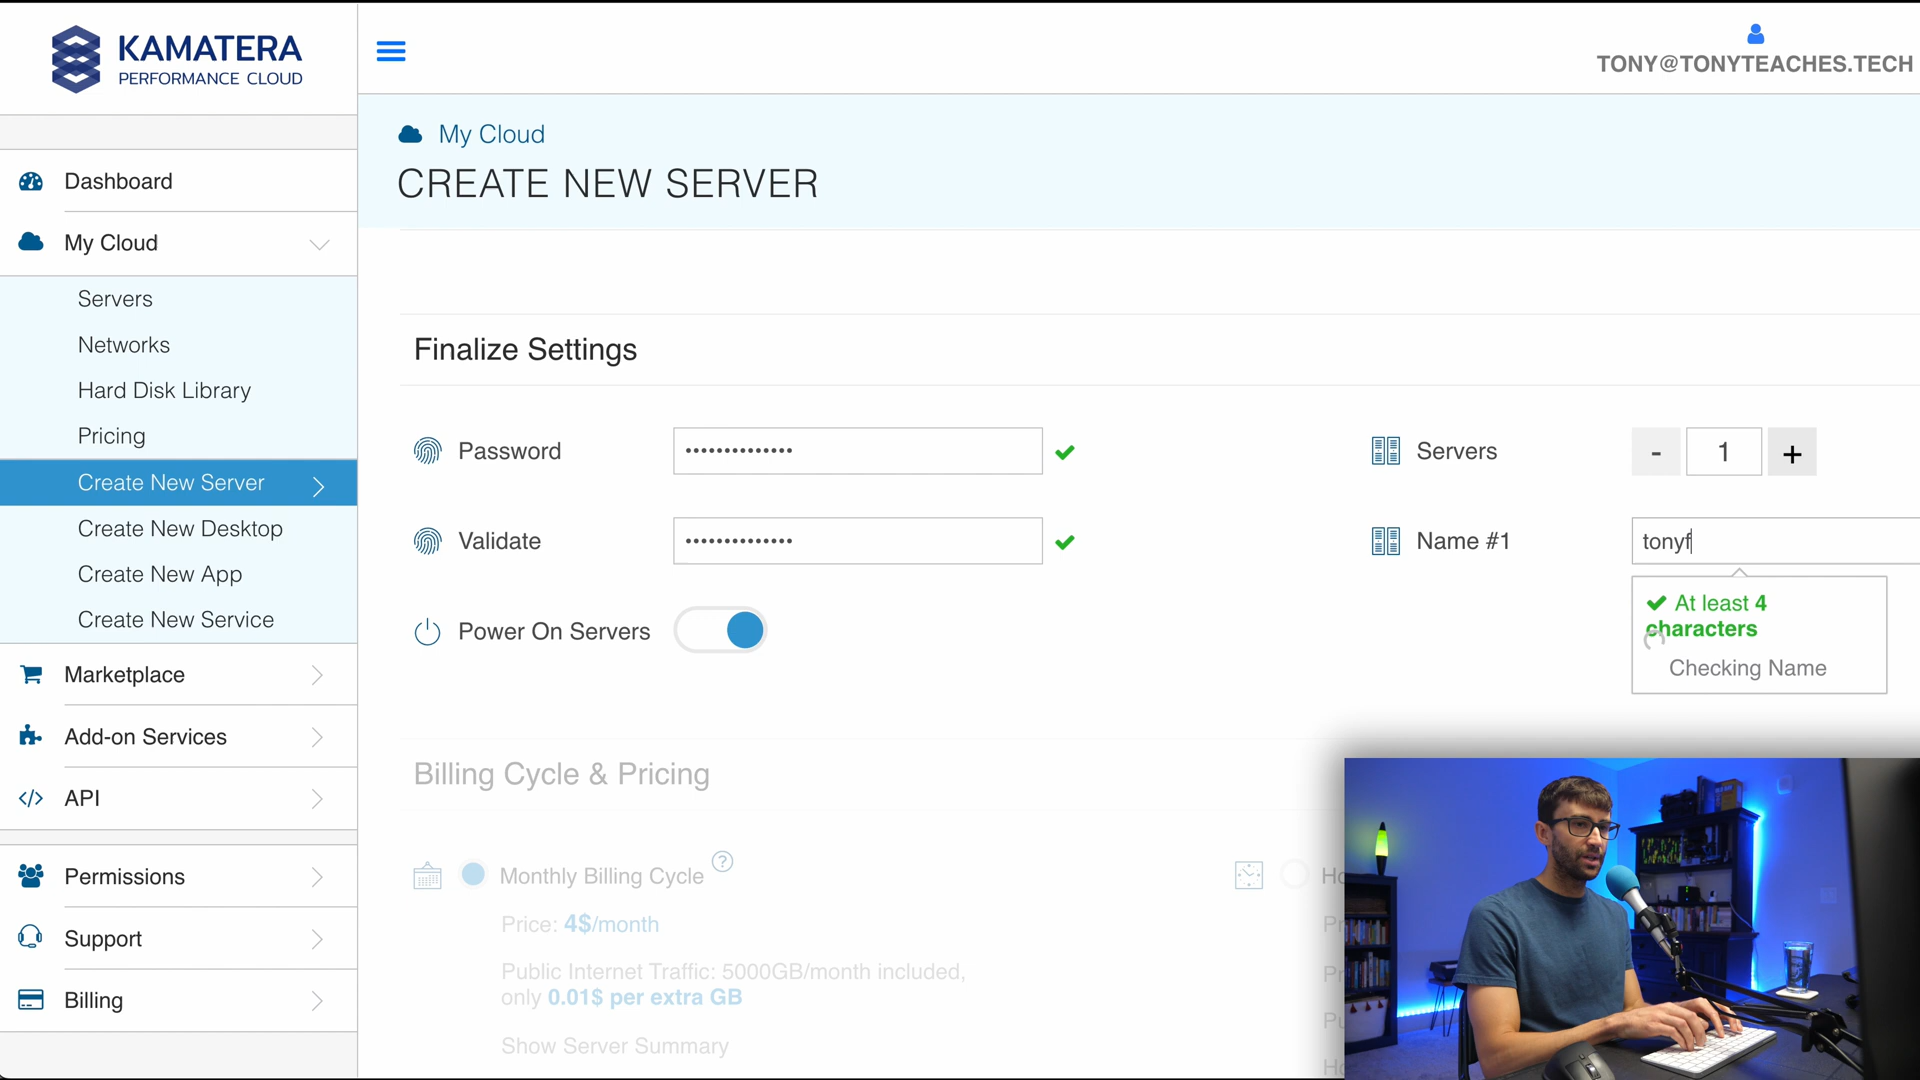 KAMATERA
PERFORMANCE CLOUD
TONY@TONYTEACHES.TECH
Dashboard
My Cloud
Servers
Networks
Hard Disk Library
Pricing
Create New Server
Create New Desktop
Create New App
Create New Service
Marketplace
Add-on Services
API
Permissions
Support
Billing
My Cloud
CREATE NEW SERVER
Finalize Settings
Password
••••••••••••••
Validate
••••••••••••••
Power On Servers
Servers
- 1 +
Name #1
tonyf
At least 4
characters
Checking Name
Billing Cycle & Pricing
Monthly Billing Cycle ?
Price: 4$/month
Public Internet Traffic: 5000GB/month included,
only 0.01$ per extra GB
Show Server Summary